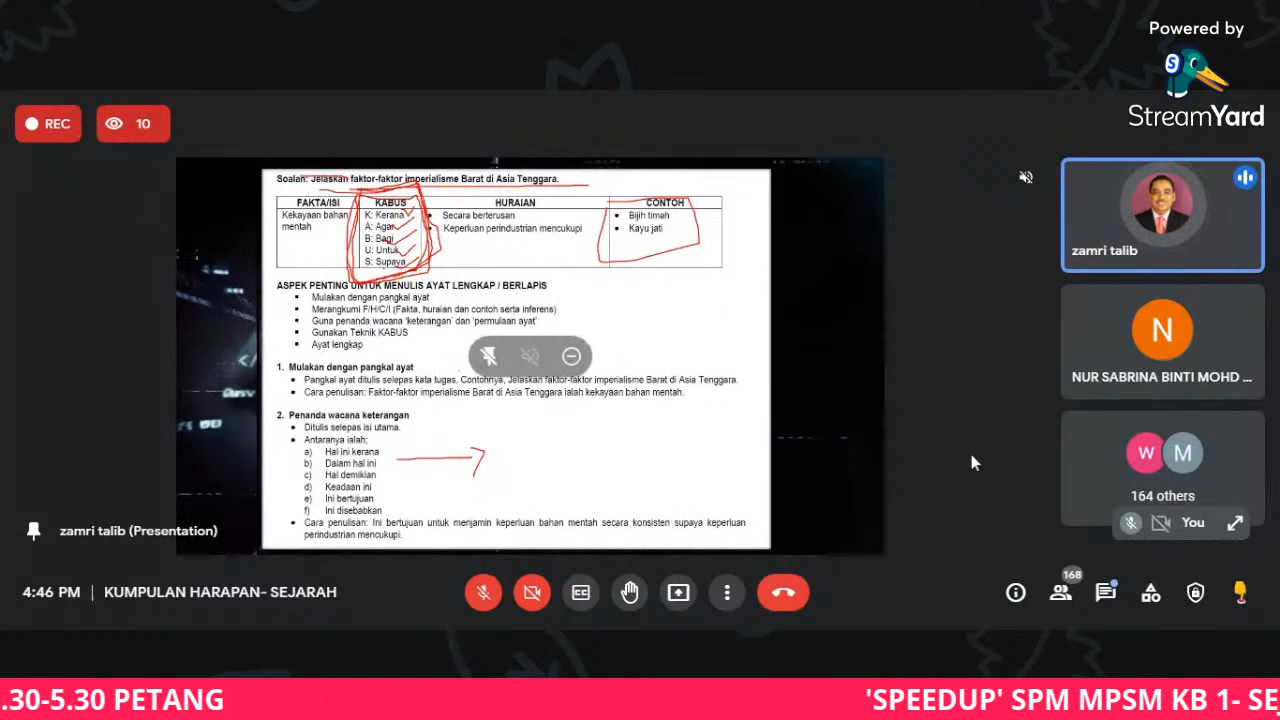 Powered by
StreamYard
REC
10
Soalan: Jelaskan faktor-faktor imperialisme Barat di Asia Tenggara.
FAKTA/ISI KABUS HURAIAN CONTOH
Kekayaan bahan mentah
K: Kerana
A: Agar
B: Bagi
U: Untuk
S: Supaya
Secara berterusan
Keperluan perindustrian mencukupi
Bijih timah
Kayu jati
ASPEK PENTING UNTUK MENULIS AYAT LENGKAP / BERLAPIS
Mulakan dengan pangkal ayat
Merangkumi F/H/C/I (Fakta, huraian dan contoh serta inferens)
Guna penanda wacana 'keterangan' dan 'permulaan ayat'
Gunakan Teknik KABUS
Ayat lengkap
1. Mulakan dengan pangkal ayat
Pangkal ayat ditulis selepas kata tugas. Contohnya, Jelaskan faktor-faktor imperialisme Barat di Asia Tenggara.
Cara penulisan: Faktor-faktor imperialisme Barat di Asia Tenggara ialah kekayaan bahan mentah.
2. Penanda wacana keterangan
Ditulis selepas isi utama.
Antaranya ialah;
a) Hal ini kerana
b) Dalam hal ini
c) Hal demikian
d) Keadaan ini
e) Ini bertujuan
f) Ini disebabkan
Cara penulisan: Ini bertujuan untuk menjamin keperluan bahan mentah secara konsisten supaya keperluan
perindustrian mencukupi.
zamri talib
N
NUR SABRINA BINTI MOHD ...
W M
164 others
You
zamri talib (Presentation)
4:46 PM | KUMPULAN HARAPAN- SEJARAH
168
.30-5.30 PETANG 'SPEEDUP' SPM MPSM KB 1- SE